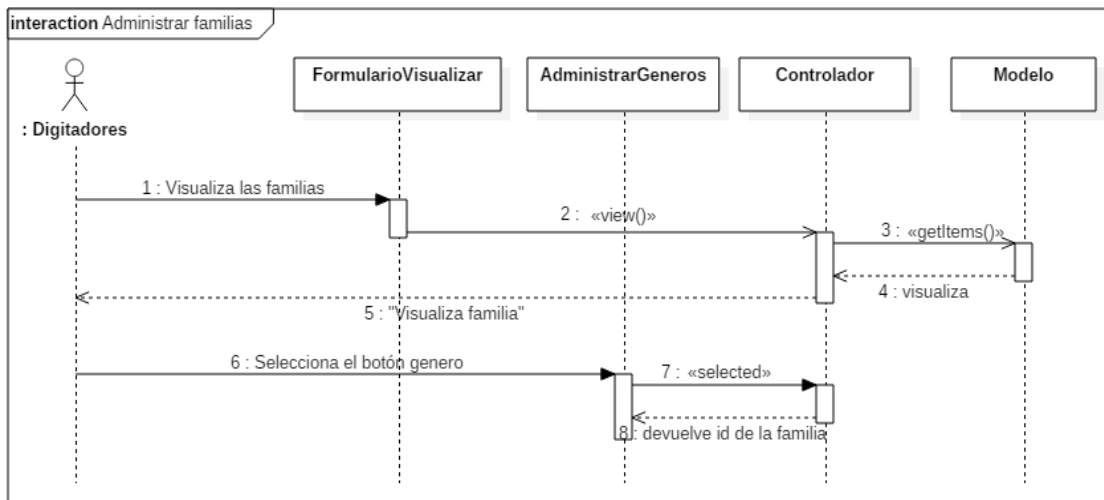 interaction Administrar familias
FormularioVisualizar
AdministrarGeneros
Controlador
Modelo
: Digitadores
1 : Visualiza las familias
2 : «view()»
3 : «getItems()»
4 : visualiza
5 : "Visualiza familia"
6 : Selecciona el botón genero
7 : «selected»
8 : devuelve id de la familia